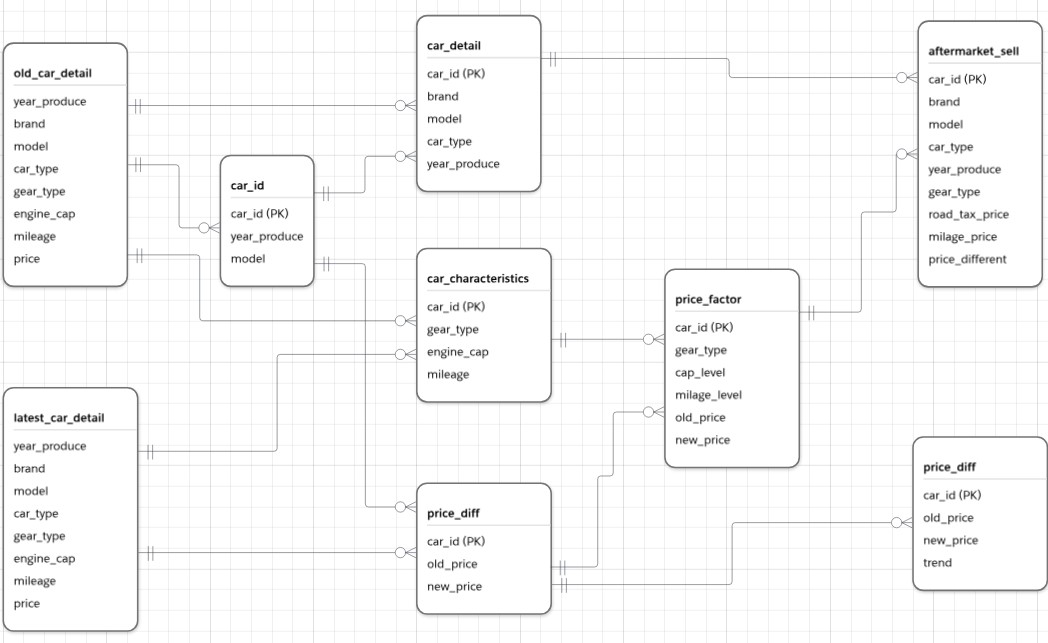 old_car_detail
year_produce
brand
model
car_type
gear_type
engine_cap
mileage
price
car_id
car_id (PK)
year_produce
model
latest_car_detail
year_produce
brand
model
car_type
gear_type
engine_cap
mileage
price
car_detail
car_id (PK)
brand
model
car_type
year_produce
car_characteristics
car_id (PK)
gear_type
engine_cap
mileage
price_diff
car_id (PK)
old_price
new_price
price_factor
car_id (PK)
gear_type
cap_level
milage_level
old_price
new_price
aftermarket_sell
car_id (PK)
brand
model
car_type
year_produce
gear_type
road_tax_price
milage_price
price_different
price_diff
car_id (PK)
old_price
new_price
trend